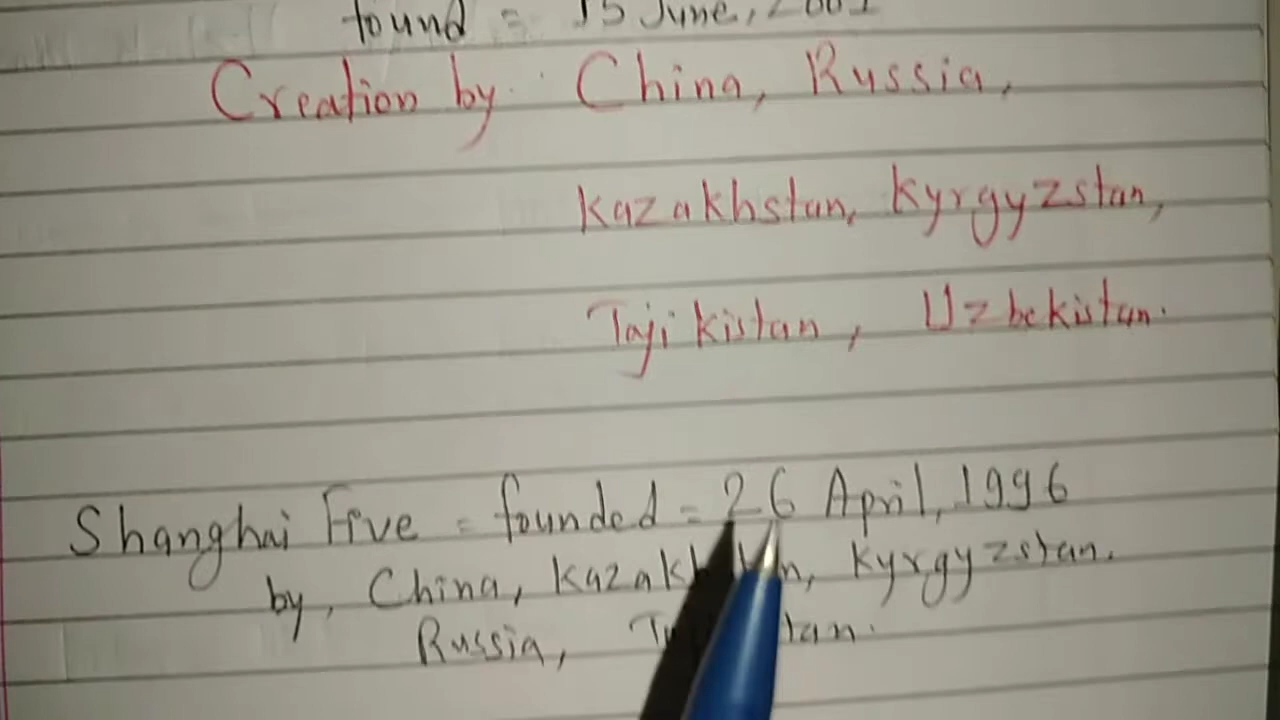 found = 15 June, 2001
Creation by China, Russia,
Kazakhstan, Kyrgyzstan,
Tajikistan, Uzbekistan.
Shanghai Five = founded = 26 April, 1996
by, China, Kyrgyzstan.
Russia,